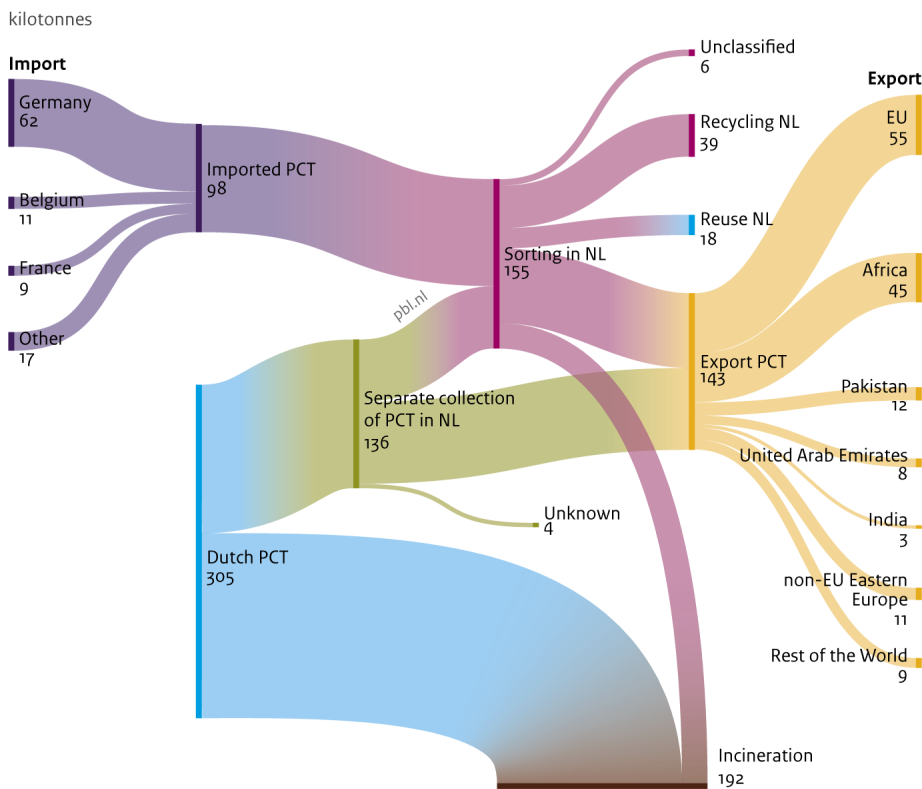 kilotonnes
Import
Germany
62
Belgium
11
France
9
Other
17
Imported PCT
98
Dutch PCT
305
pbl.nl
Separate collection
of PCT in NL
136
Unknown
4
Sorting in NL
155
Unclassified
6
Recycling NL
39
Reuse NL
18
Export PCT
143
Incineration
192
Export
EU
55
Africa
45
Pakistan
12
United Arab Emirates
8
India
3
non-EU Eastern
Europe
11
Rest of the World
9